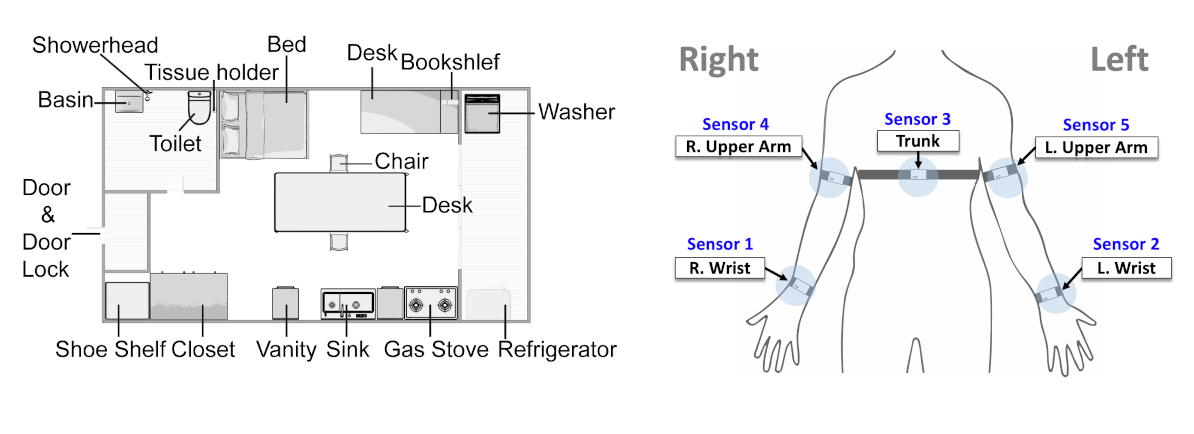 Showerhead
Bed
Tissue holder
Desk
Bookshlef
Basin
Washer
Toilet
Chair
Door
&
Door
Lock
Desk
Shoe Shelf
Closet
Vanity
Sink
Gas Stove
Refrigerator
Right
Left
Sensor 4
R. Upper Arm
Sensor 3
Trunk
Sensor 5
L. Upper Arm
Sensor 1
R. Wrist
Sensor 2
L. Wrist